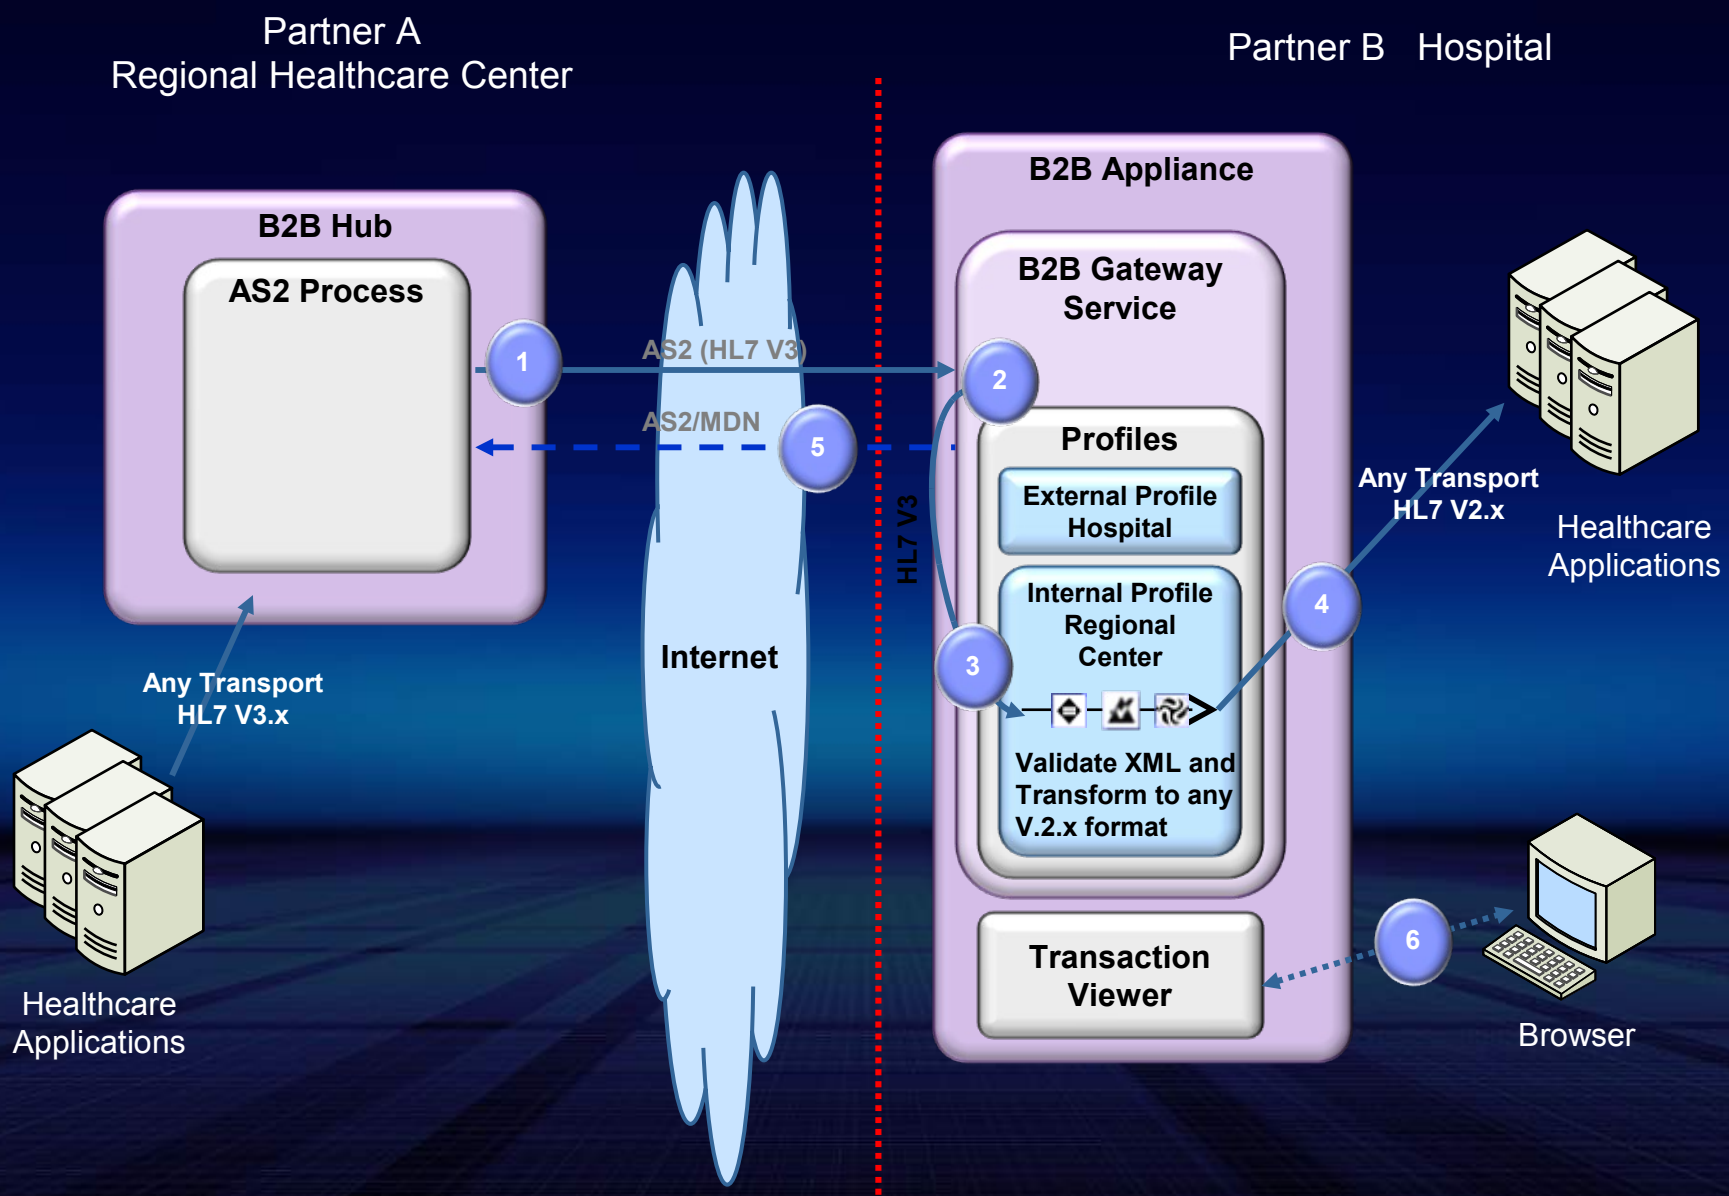 Partner A
Regional Healthcare Center
Partner B   Hospital
B2B Hub
AS2 Process
1
AS2 (HL7 V3)
AS2/MDN
5
Internet
Any Transport
HL7 V3.x
Healthcare
Applications
B2B Appliance
B2B Gateway
Service
2
HL7 V3
Profiles
External Profile
Hospital
Internal Profile
Regional
Center
3
Validate XML and
Transform to any
V.2.x format
4
Any Transport
HL7 V2.x
Healthcare
Applications
Transaction
Viewer
6
Browser